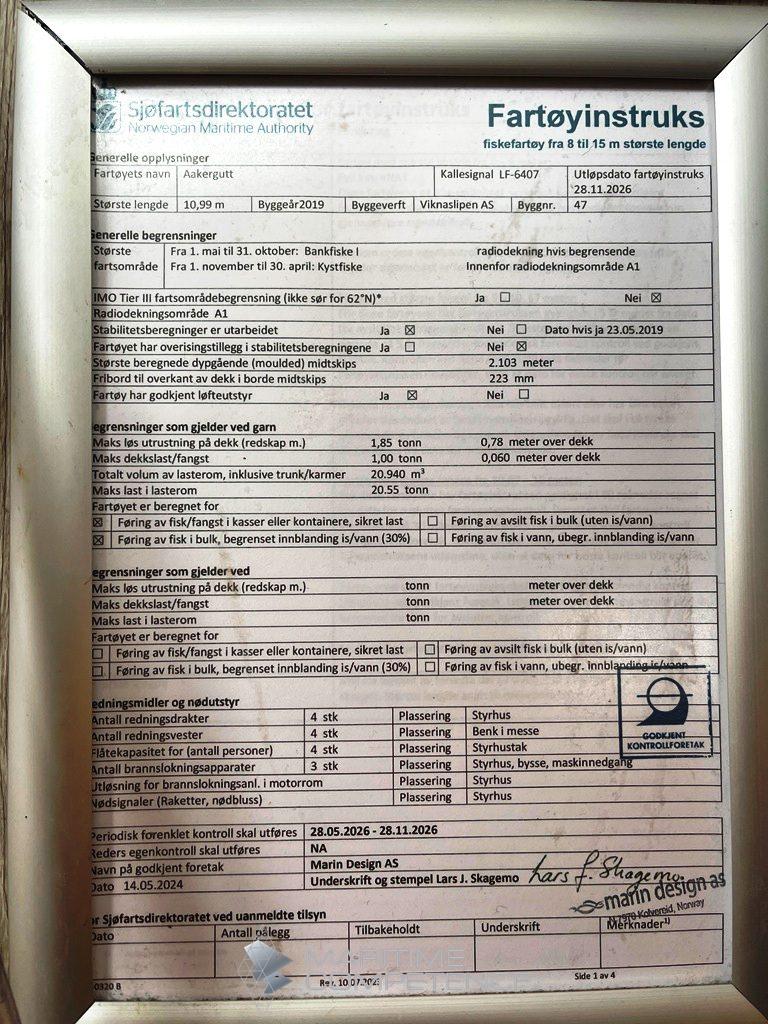 Sjøfartsdirektoratet
Norwegian Maritime Authority
Fartøyinstruks
fiskefartøy fra 8 til 15 m største lengde
Generelle opplysninger
Fartøyets navn Aakergutt Kallesignal LF-6407 Utløpsdato fartøyinstruks
28.11.2026
Største lengde 10,99 m Byggeår2019 Byggeverft Viknaslipen AS Byggnr. 47
Generelle begrensninger
Største Fra 1. mai til 31. oktober: Bankfiske I radiodekning hvis begrensende
fartsområde Fra 1. november til 30. april: Kystfiske Innenfor radiodekningsområde A1
IMO Tier III fartsområdebegrensning (ikke sør for 62°N)* Ja ☐ Nei ☒
Radiodekningsområde A1
Stabilitetsberegninger er utarbeidet Ja ☒ Nei ☐ Dato hvis ja 23.05.2019
Fartøyet har overisingstillegg i stabilitetsberegningene Ja ☐ Nei ☒
Største beregnede dypgående (moulded) midtskips 2.103 meter
Fribord til overkant av dekk i borde midtskips 223 mm
Fartøy har godkjent løfteutstyr Ja ☒ Nei ☐
egrensninger som gjelder ved garn
Maks løs utrustning på dekk (redskap m.) 1,85 tonn 0,78 meter over dekk
Maks dekkslast/fangst 1,00 tonn 0,060 meter over dekk
Totalt volum av lasterom, inklusive trunk/karmer 20.940 m³
Maks last i lasterom 20.55 tonn
Fartøyet er beregnet for
☒ Føring av fisk/fangst i kasser eller kontainere, sikret last ☐ Føring av avsilt fisk i bulk (uten is/vann)
☒ Føring av fisk i bulk, begrenset innblanding is/vann (30%) ☐ Føring av fisk i vann, ubegr. innblanding is/vann
egrensninger som gjelder ved
Maks løs utrustning på dekk (redskap m.) tonn meter over dekk
Maks dekkslast/fangst tonn meter over dekk
Maks last i lasterom tonn
Fartøyet er beregnet for
☐ Føring av fisk/fangst i kasser eller kontainere, sikret last ☐ Føring av avsilt fisk i bulk (uten is/vann)
☐ Føring av fisk i bulk, begrenset innblanding is/vann (30%) ☐ Føring av fisk i vann, ubegr. innblanding is/vann
edningsmidler og nødutstyr
Antall redningsdrakter 4 stk Plassering Styrhus
Antall redningsvester 4 stk Plassering Benk i messe
Flåtekapasitet for (antall personer) 4 stk Plassering Styrhustak
Antall brannslokningsapparater 3 stk Plassering Styrhus, bysse, maskinnedgang
Utløsning for brannslokningsanl. i motorrom Plassering Styrhus
Nødsignaler (Raketter, nødbluss) Plassering Styrhus
GODKJENT
KONTROLLFORETAK
Periodisk forenklet kontroll skal utføres 28.05.2026 - 28.11.2026
Reders egenkontroll skal utføres NA
Navn på godkjent foretak Marin Design AS
Dato 14.05.2024 Underskrift og stempel Lars J. Skagemo Lars J. Skagemo
marin design as
N-7970 Kolvereid, Norway
or Sjøfartsdirektoratet ved uanmeldte tilsyn
Dato Antall pålegg Tilbakeholdt Underskrift Merknader¹⁾
MARITIME
COMPETENCE
0320 B Rev. 10.07.2023 Side 1 av 4